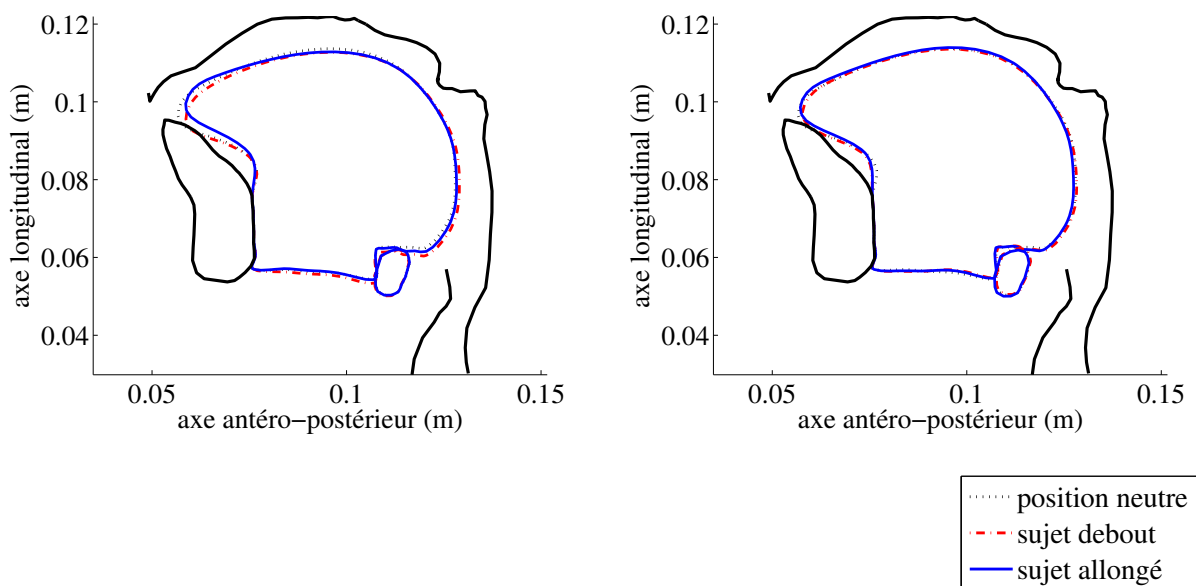 0.12
0.1
0.08
0.06
0.04
axe longitudinal (m)
0.05
0.1
0.15
axe antéro−postérieur (m)
0.12
0.1
0.08
0.06
0.04
axe longitudinal (m)
0.05
0.1
0.15
axe antéro−postérieur (m)
position neutre
sujet debout
sujet allongé